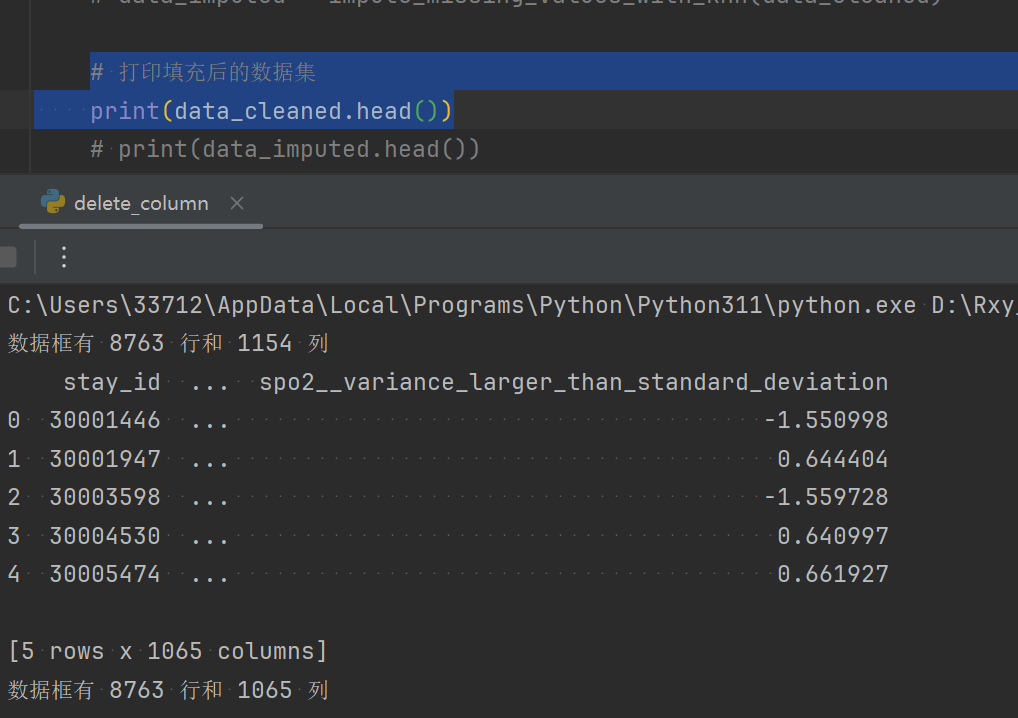 # data_imputed = impute_missing_values_with_knn(data_cleaned)
# 打印填充后的数据集
print(data_cleaned.head())
# print(data_imputed.head())
delete_column
C:\Users\33712\AppData\Local\Programs\Python\Python311\python.exe D:\Rxy_
数据框有 8763 行和 1154 列
stay_id ... spo2__variance_larger_than_standard_deviation
0 30001446 ... -1.550998
1 30001947 ... 0.644404
2 30003598 ... -1.559728
3 30004530 ... 0.640997
4 30005474 ... 0.661927
[5 rows x 1065 columns]
数据框有 8763 行和 1065 列